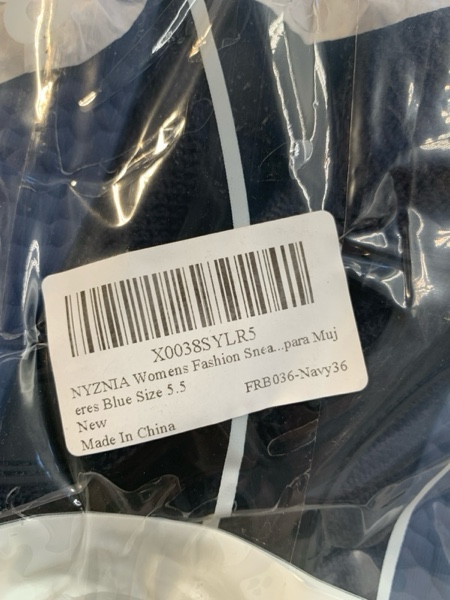 X0038SYLR5
NYZNIA Womens Fashion Snea...para Muj
eres Blue Size 5.5
New
FRB036-Navy36
Made In China